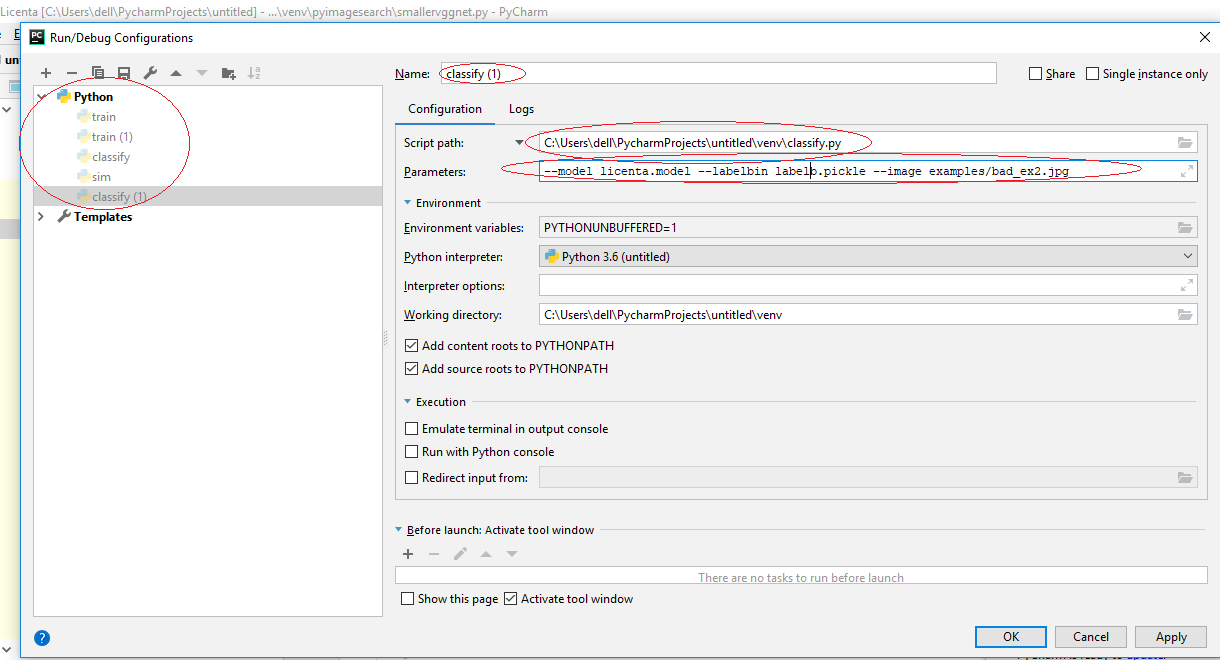 Licenta [C:\Users\dell\PycharmProjects\untitled] - ...\venv\pyimagesearch\smallervggnet.py - PyCharm
Run/Debug Configurations
Name: classify (1)
Share
Single instance only
Python
train
train (1)
classify
sim
classify (1)
Templates
Configuration Logs
Script path: C:\Users\dell\PycharmProjects\untitled\venv\classify.py
Parameters: --model licenta.model --labelbin labelb.pickle --image examples/bad_ex2.jpg
Environment
Environment variables: PYTHONUNBUFFERED=1
Python interpreter: Python 3.6 (untitled)
Interpreter options:
Working directory: C:\Users\dell\PycharmProjects\untitled\venv
Add content roots to PYTHONPATH
Add source roots to PYTHONPATH
Execution
Emulate terminal in output console
Run with Python console
Redirect input from:
Before launch: Activate tool window
There are no tasks to run before launch
Show this page Activate tool window
? OK Cancel Apply